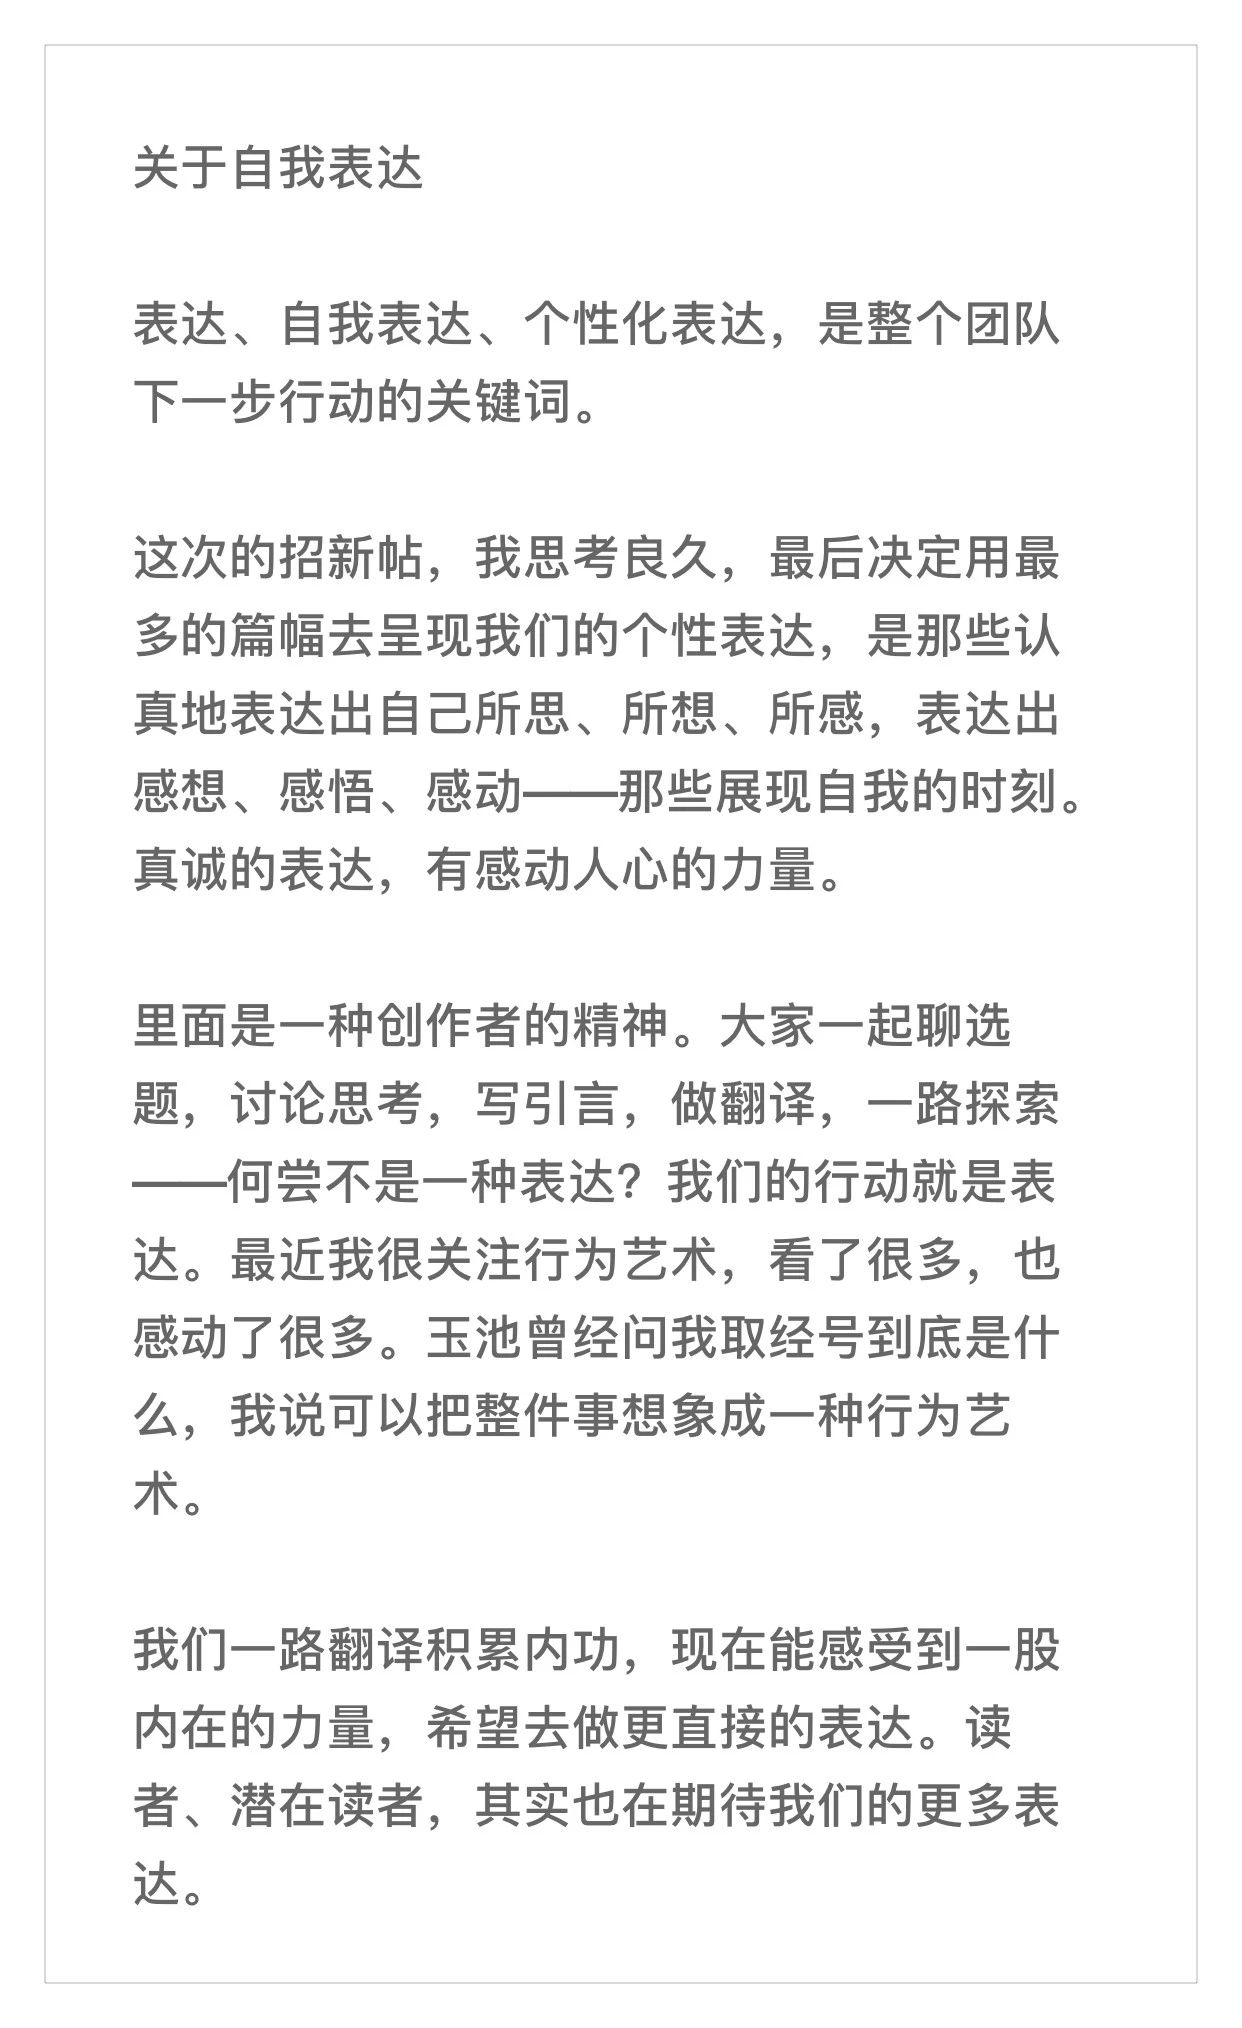 关于自我表达
表达、自我表达、个性化表达，是整个团队
下一步行动的关键词。
这次的招新帖，我思考良久，最后决定用最
多的篇幅去呈现我们的个性表达，是那些认
真地表达出自己所思、所想、所感，表达出
感想、感悟、感动——那些展现自我的时刻。
真诚的表达，有感动人心的力量。
里面是一种创作者的精神。大家一起聊选
题，讨论思考，写引言，做翻译，一路探索
——何尝不是一种表达？我们的行动就是表
达。最近我很关注行为艺术，看了很多，也
感动了很多。玉池曾经问我取经号到底是什
么，我说可以把整件事想象成一种行为艺
术。
我们一路翻译积累内功，现在能感受到一股
内在的力量，希望去做更直接的表达。读
者、潜在读者，其实也在期待我们的更多表
达。